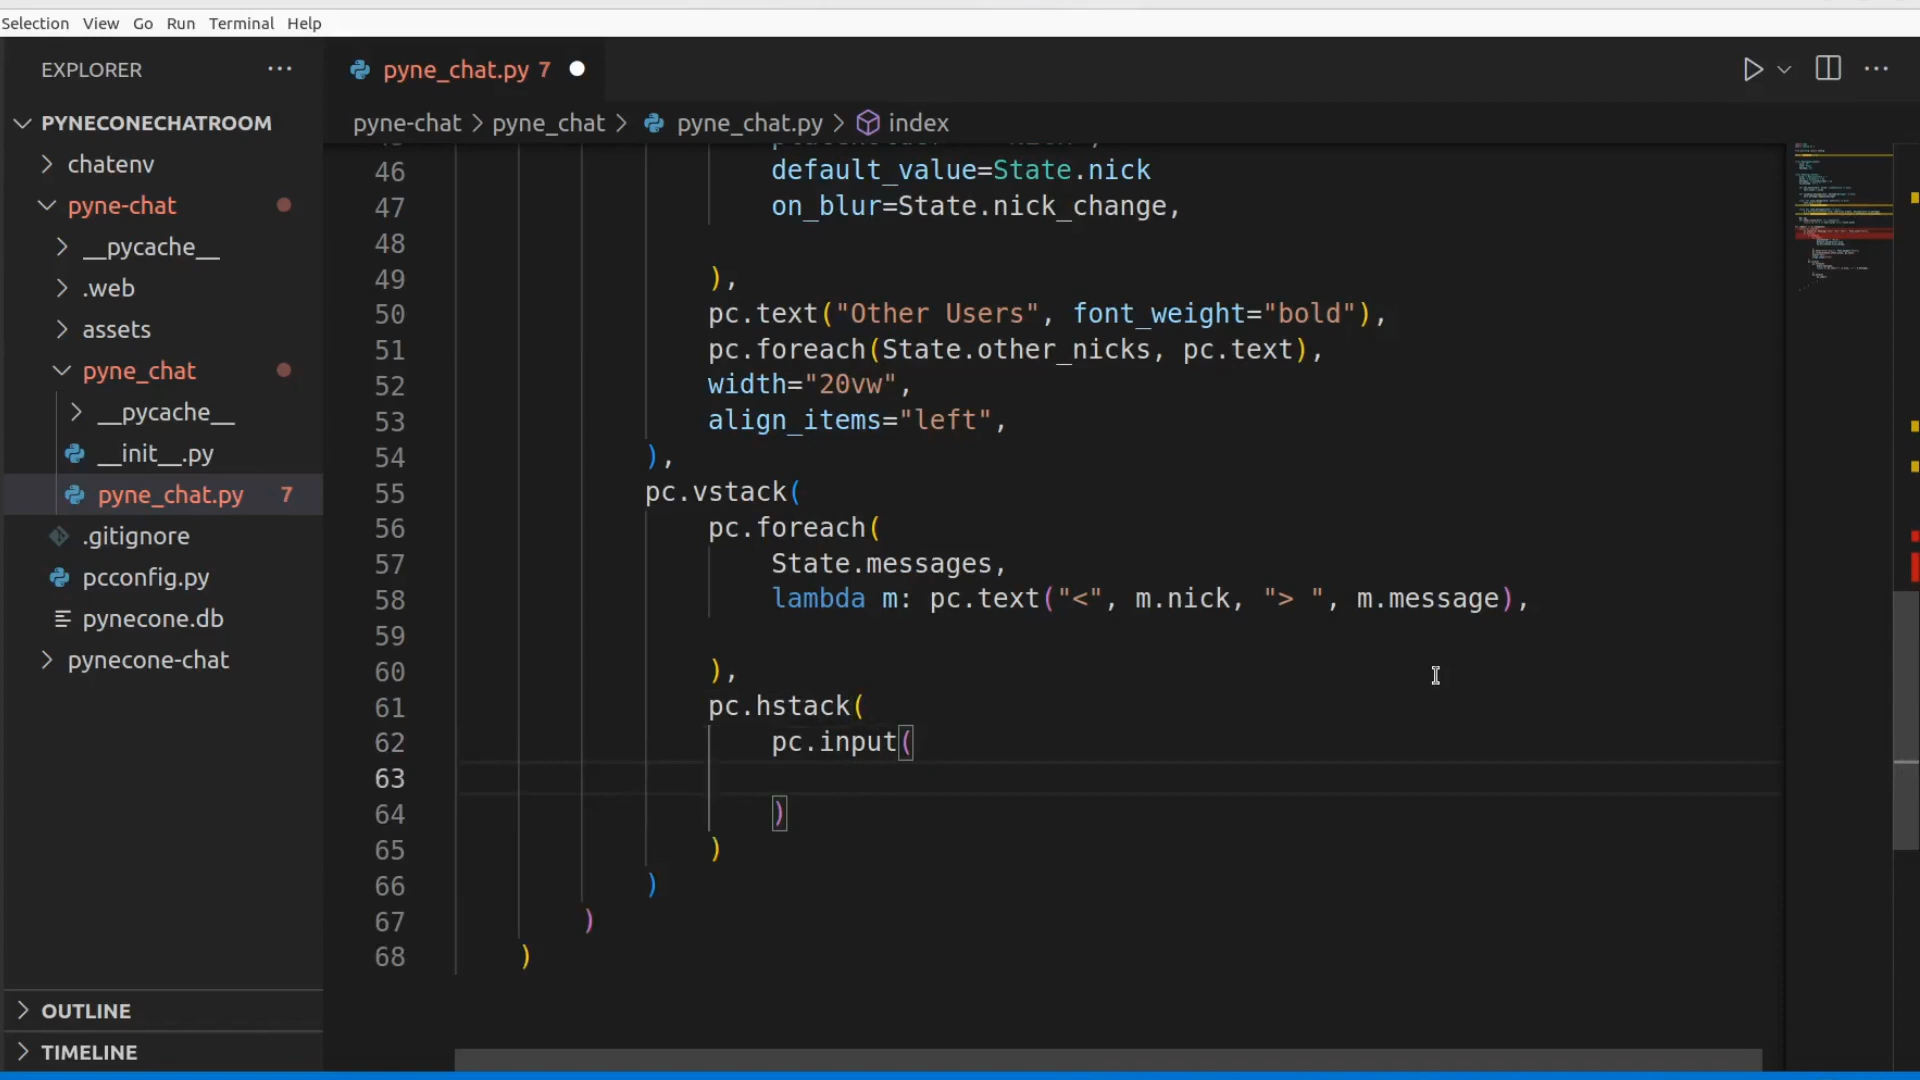 Selection View Go Run Terminal Help
EXPLORER ···
pyne_chat.py 7
PYNECONECHATROOM
pyne-chat > pyne_chat > pyne_chat.py > index
chatenv
pyne-chat
__pycache__
.web
assets
pyne_chat
__pycache__
__init__.py
pyne_chat.py 7
.gitignore
pcconfig.py
pynecone.db
pynecone-chat
OUTLINE
TIMELINE
46 default_value=State.nick
47 on_blur=State.nick_change,
48
49 ),
50 pc.text("Other Users", font_weight="bold"),
51 pc.foreach(State.other_nicks, pc.text),
52 width="20vw",
53 align_items="left",
54 ),
55 pc.vstack(
56 pc.foreach(
57 State.messages,
58 lambda m: pc.text("<", m.nick, "> ", m.message),
59
60 ),
61 pc.hstack(
62 pc.input(
63
64 )
65 )
66 )
67 )
68 )